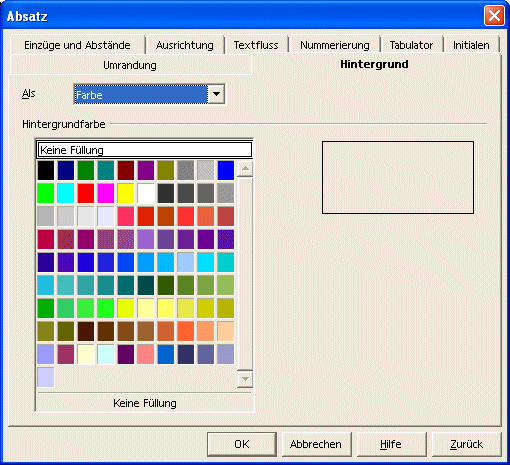 Absatz
Einzüge und Abstände Ausrichtung Textfluss Nummerierung Tabulator Initialen
Umrandung Hintergrund
Als Farbe
Hintergrundfarbe
Keine Füllung
Keine Füllung
OK Abbrechen Hilfe Zurück